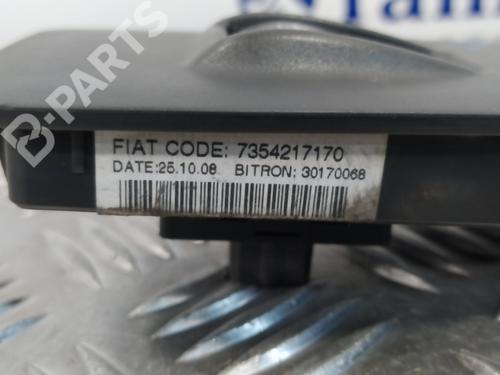 B-PARTS
FIAT CODE: 7354217170
DATE:25.10.08 BITRON: 30170068